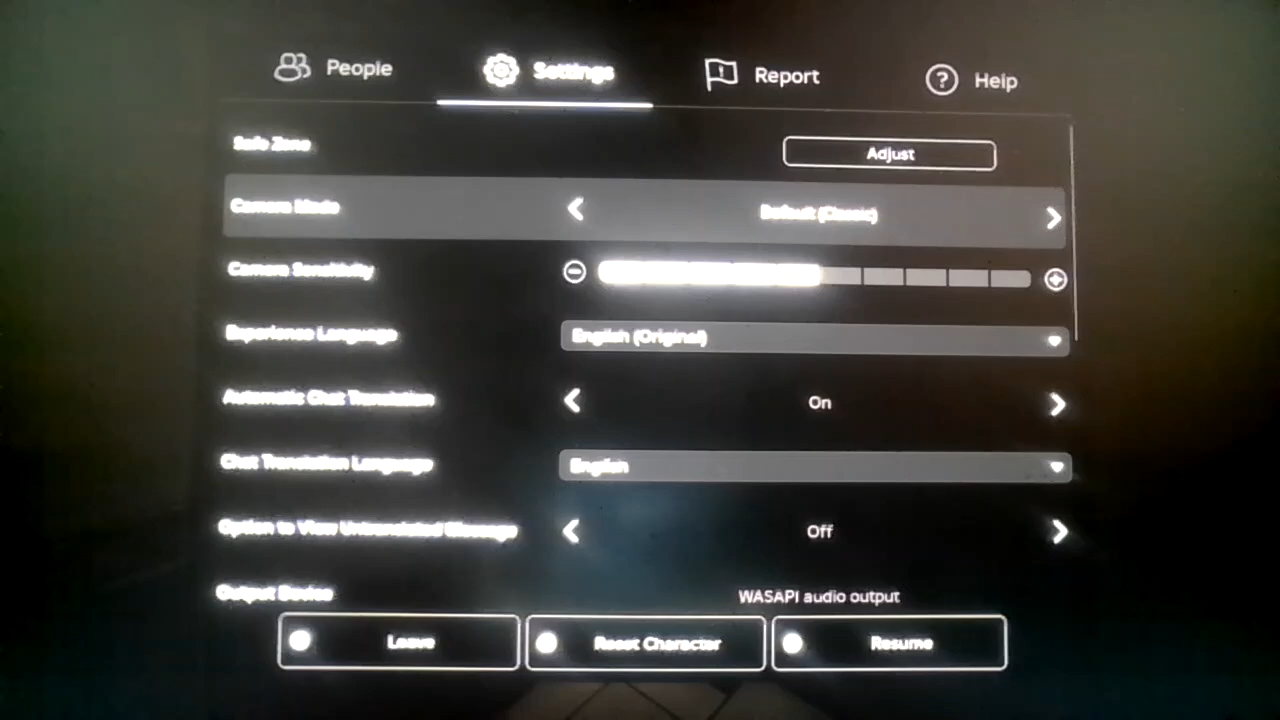 People Settings Report Help
Safe Zone Adjust
Camera Mode Default (Classic)
Camera Sensitivity
Experience Language English (Original)
Automatic Chat Translation On
Chat Translation Language English
Option to View Untranslated Message Off
Output Device WASAPI audio output
Leave Reset Character Resume